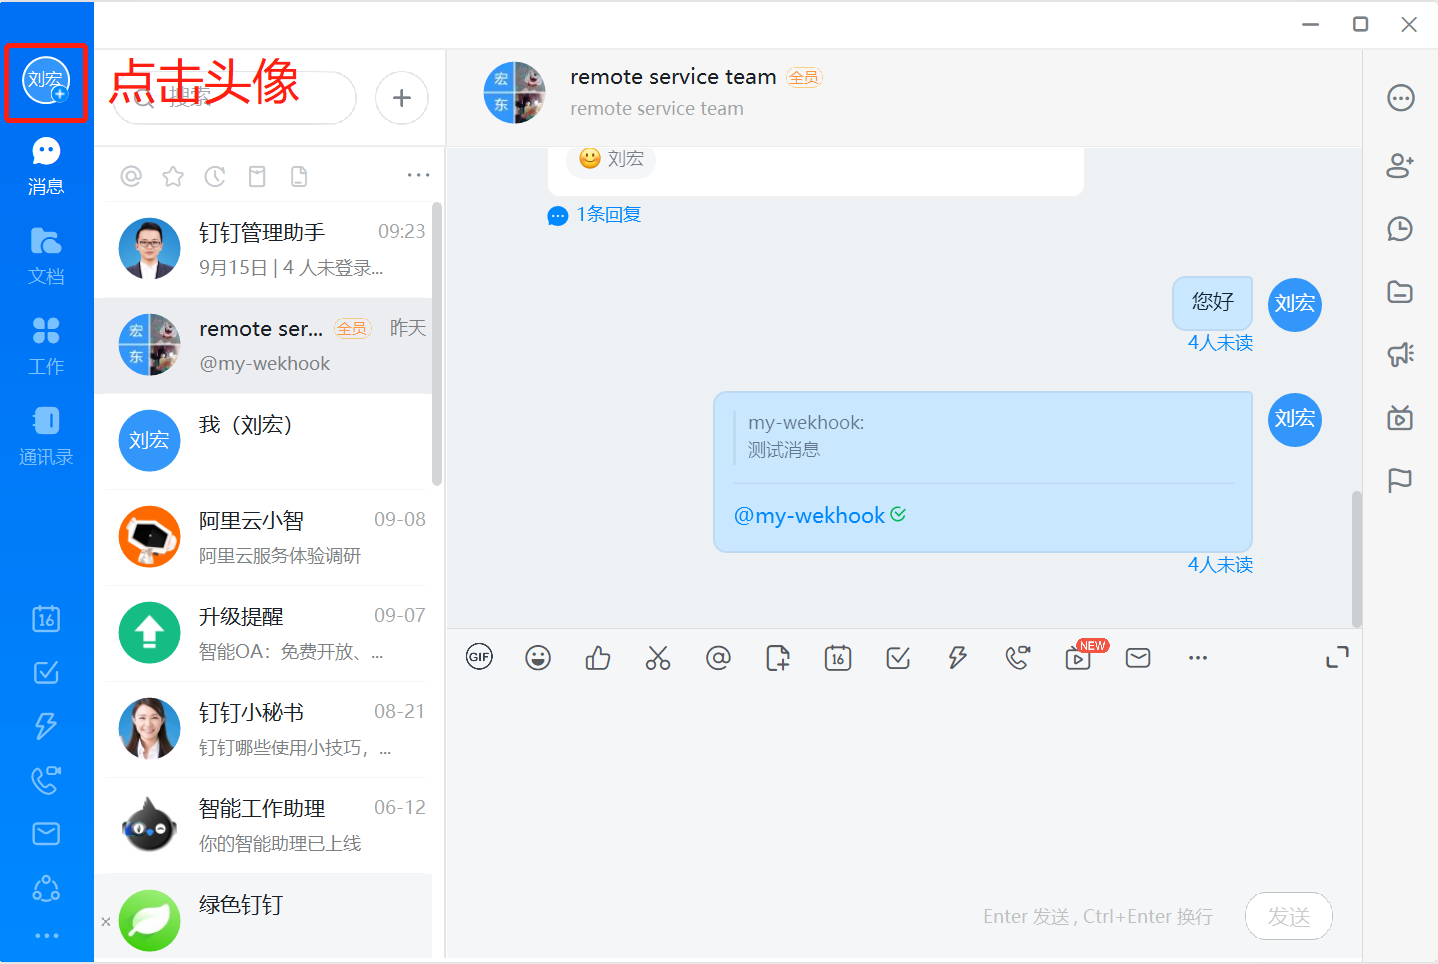 刘宏
点击头像
搜索
消息
文档
工作
通讯录
16
钉钉管理助手 09:23
9月15日 | 4 人未登录...
宏
东
remote ser... 全员 昨天
@my-wekhook
刘宏
我（刘宏）
阿里云小智 09-08
阿里云服务体验调研
升级提醒 09-07
智能OA：免费开放、...
钉钉小秘书 08-21
钉钉哪些使用小技巧，...
智能工作助理 06-12
你的智能助理已上线
绿色钉钉
宏
东
remote service team 全员
remote service team
刘宏
1条回复
您好
刘宏
4人未读
my-wekhook:
测试消息
@my-wekhook
刘宏
4人未读
GIF
16
NEW
Enter 发送 , Ctrl+Enter 换行
发送